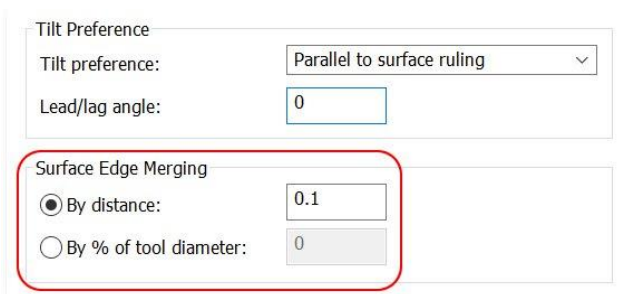 Tilt Preference
Tilt preference: Parallel to surface ruling
Lead/lag angle: 0
Surface Edge Merging
By distance: 0.1
By % of tool diameter: 0